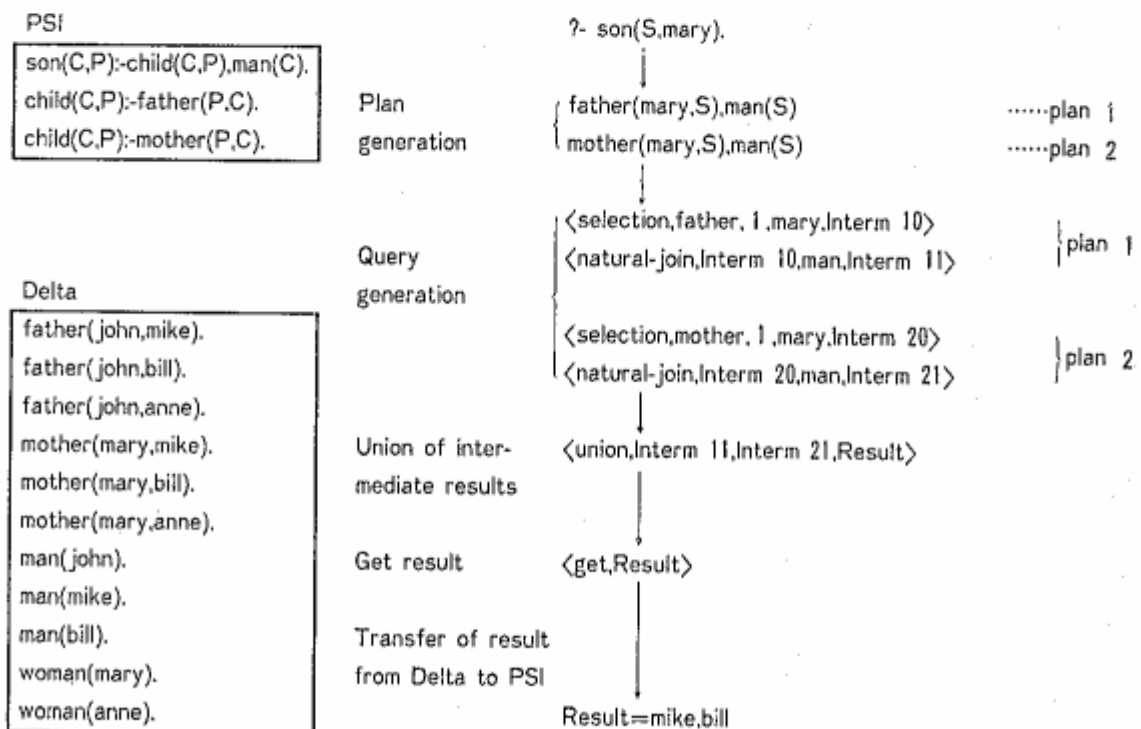 PSI
son(C,P):-child(C,P),man(C).
child(C,P):-father(P,C).
child(C,P):-mother(P,C).
Delta
father(john,mike).
father(john,bill).
father(john,anne).
mother(mary,mike).
mother(mary,bill).
mother(mary,anne).
man(john).
man(mike).
man(bill).
woman(mary).
woman(anne).
?- son(S,mary).
Plan
generation
father(mary,S),man(S) ······plan 1
mother(mary,S),man(S) ······plan 2
Query
generation
⟨selection,father, 1 ,mary,Interm 10⟩
⟨natural-join,Interm 10,man,Interm 11⟩
plan 1
⟨selection,mother, 1 ,mary,Interm 20⟩
⟨natural-join,Interm 20,man,Interm 21⟩
plan 2
Union of inter-
mediate results
⟨union,Interm 11,Interm 21,Result⟩
Get result
⟨get,Result⟩
Transfer of result
from Delta to PSI
Result=mike,bill